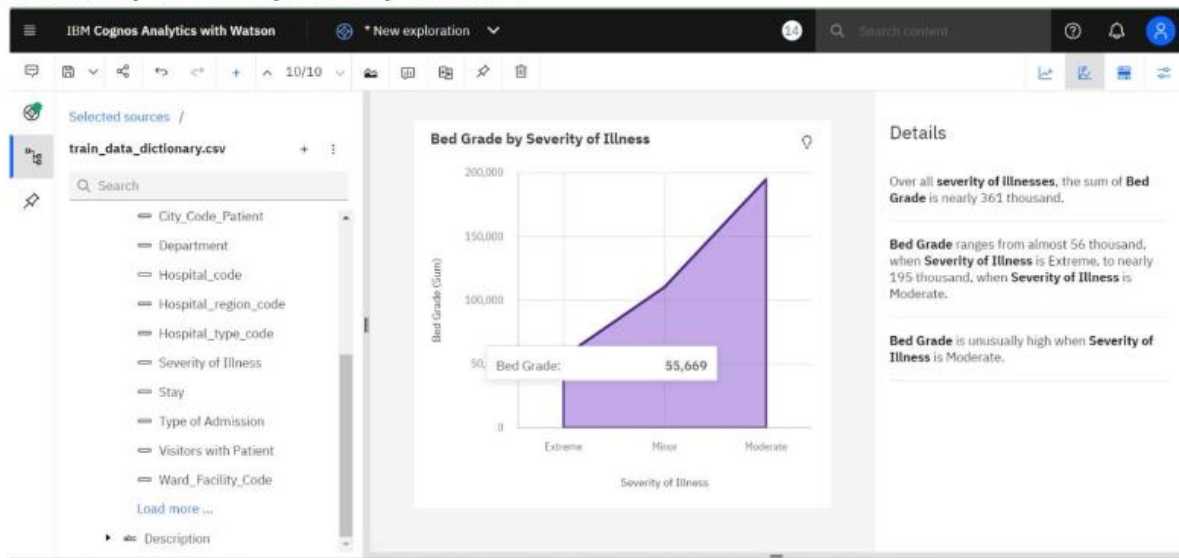 IBM Cognos Analytics with Watson
* New exploration
14
Search content
10/10
Selected sources /
train_data_dictionary.csv
Search
City_Code_Patient
Department
Hospital_code
Hospital_region_code
Hospital_type_code
Severity of Illness
Stay
Type of Admission
Visitors with Patient
Ward_Facility_Code
Load more ...
abc Description
Bed Grade by Severity of Illness
200,000
150,000
100,000
50,
0
Bed Grade (Sum)
Bed Grade: 55,669
Extreme Minor Moderate
Severity of Illness
Details
Over all severity of illnesses, the sum of Bed
Grade is nearly 361 thousand.
Bed Grade ranges from almost 56 thousand,
when Severity of Illness is Extreme, to nearly
195 thousand, when Severity of Illness is
Moderate.
Bed Grade is unusually high when Severity of
Illness is Moderate.